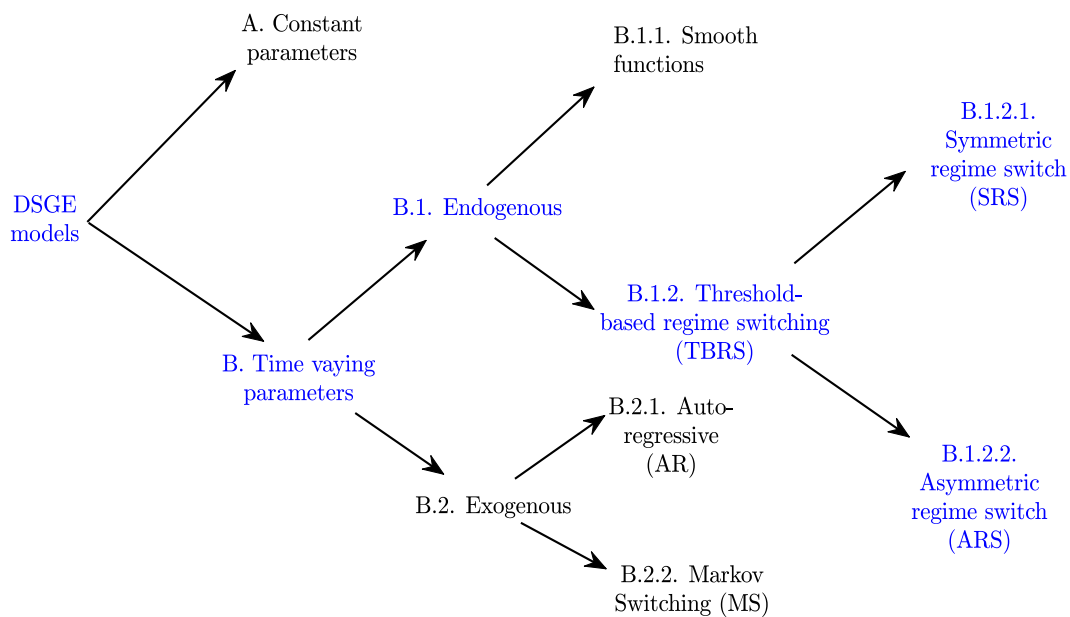 A. Constant
parameters
B.1.1. Smooth
functions
B.1.2.1.
Symmetric
regime switch
(SRS)
DSGE
models
B.1. Endogenous
B.1.2. Threshold-
based regime switching
(TBRS)
B. Time vaying
parameters
B.2.1. Auto-
regressive
(AR)
B.1.2.2.
Asymmetric
regime switch
(ARS)
B.2. Exogenous
B.2.2. Markov
Switching (MS)